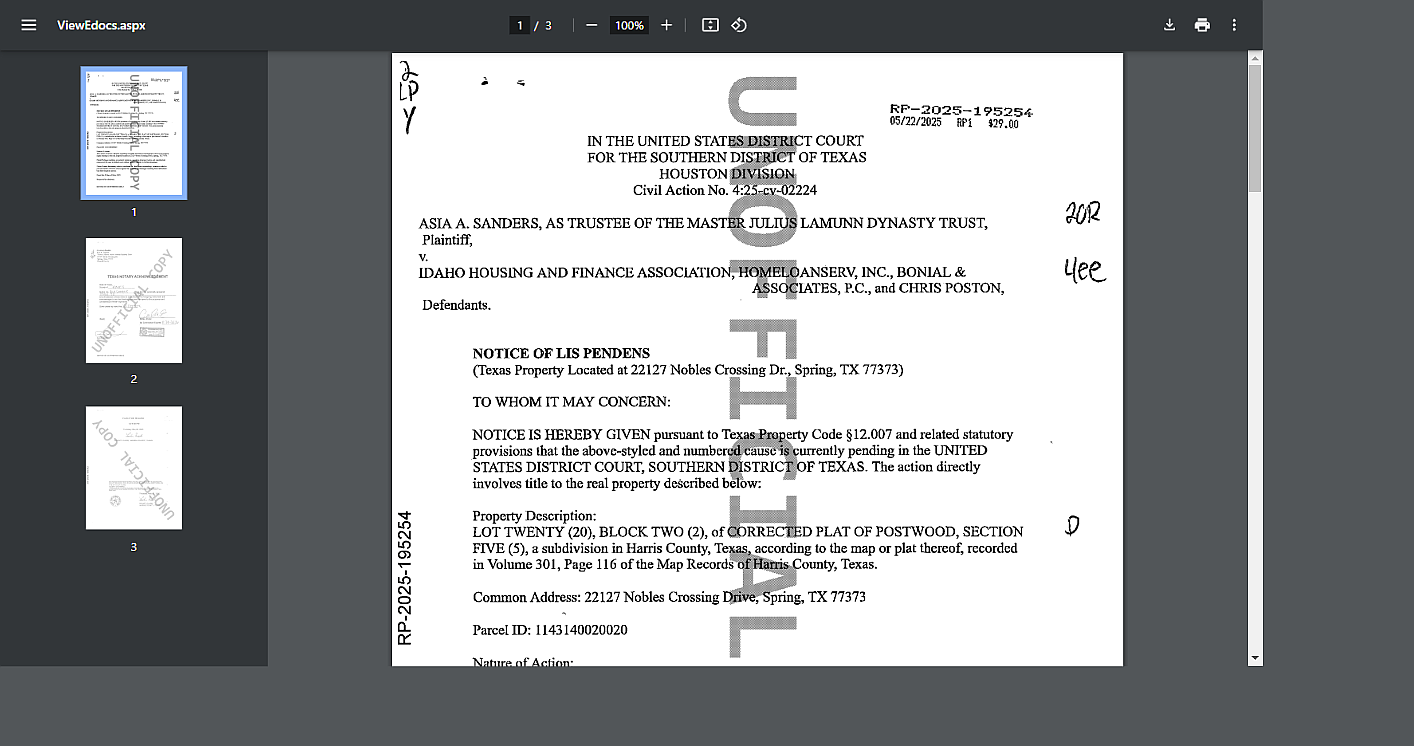 ViewEdocs.aspx
1 / 3
100%
1
2
3
UNOFFICIAL
RP-2025-195254
05/22/2025 RP1 $29.00
IN THE UNITED STATES DISTRICT COURT
FOR THE SOUTHERN DISTRICT OF TEXAS
HOUSTON DIVISION
Civil Action No. 4:25-cv-02224
ASIA A. SANDERS, AS TRUSTEE OF THE MASTER JULIUS LAMUNN DYNASTY TRUST,
Plaintiff,
v.
IDAHO HOUSING AND FINANCE ASSOCIATION, HOMELOANSERV, INC., BONIAL &
ASSOCIATES, P.C., and CHRIS POSTON,
Defendants.
NOTICE OF LIS PENDENS
(Texas Property Located at 22127 Nobles Crossing Dr., Spring, TX 77373)
TO WHOM IT MAY CONCERN:
NOTICE IS HEREBY GIVEN pursuant to Texas Property Code §12.007 and related statutory
provisions that the above-styled and numbered cause is currently pending in the UNITED
STATES DISTRICT COURT, SOUTHERN DISTRICT OF TEXAS. The action directly
involves title to the real property described below:
Property Description:
LOT TWENTY (20), BLOCK TWO (2), of CORRECTED PLAT OF POSTWOOD, SECTION
FIVE (5), a subdivision in Harris County, Texas, according to the map or plat thereof, recorded
in Volume 301, Page 116 of the Map Records of Harris County, Texas.
Common Address: 22127 Nobles Crossing Drive, Spring, TX 77373
Parcel ID: 1143140020020
Nature of Action:
RP-2025-195254
2
LP
Y
20R
4ee
D
UNOFFICIAL COPY
UNOFFICIAL COPY
UNOFFICIAL COPY